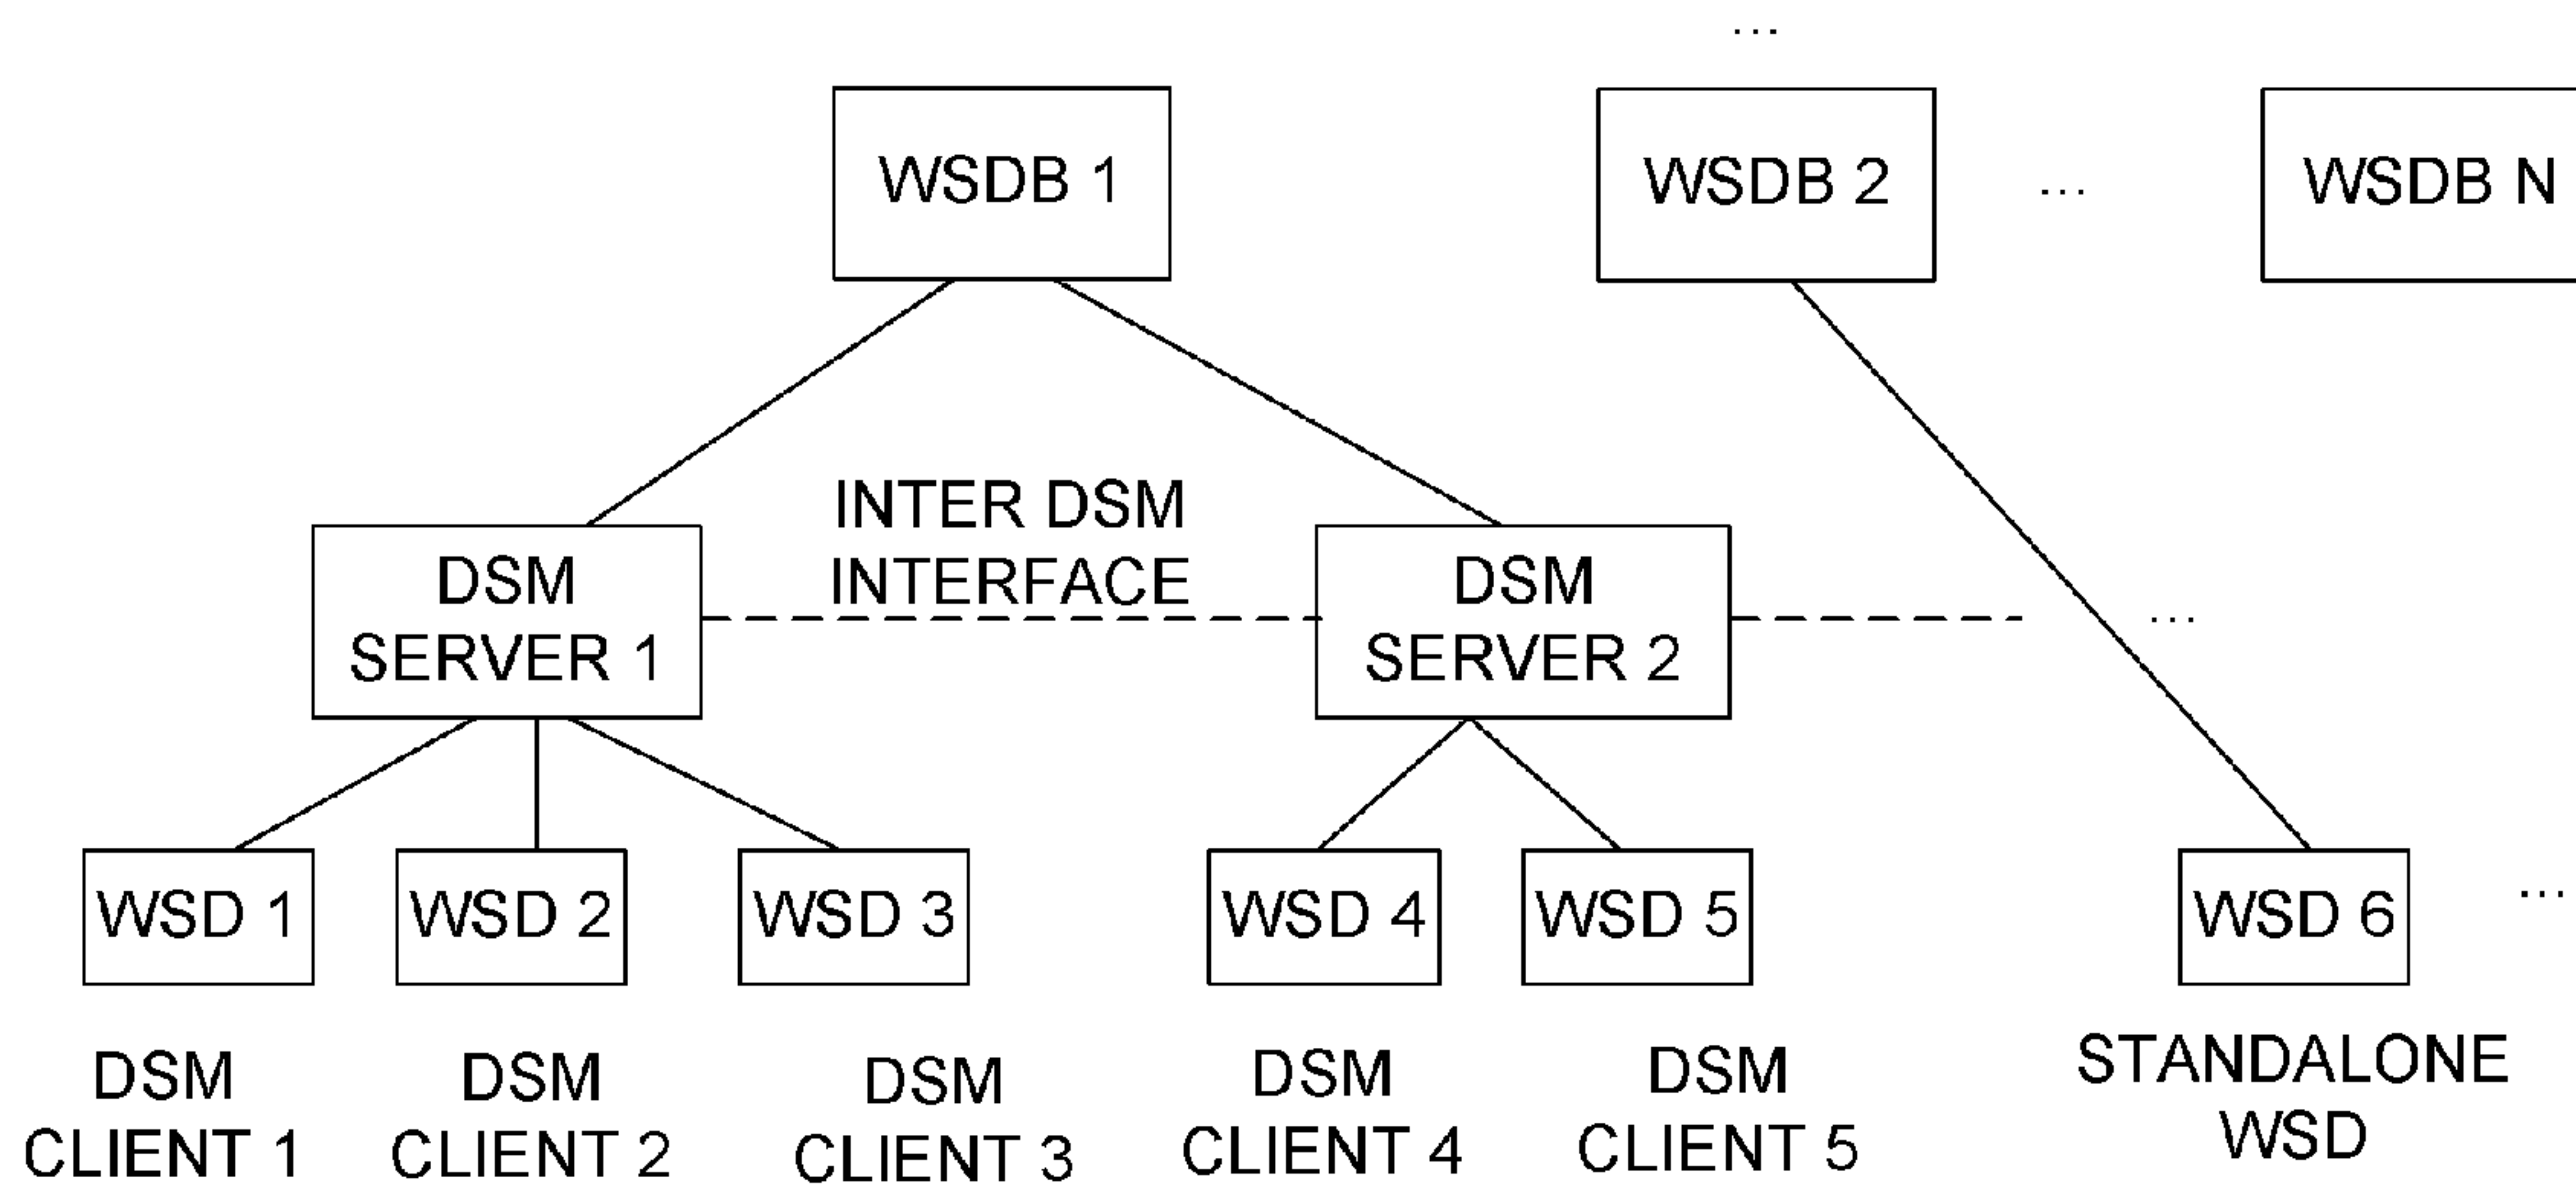 ...
WSDB 1
WSDB 2
...
WSDB N
INTER DSM
INTERFACE
DSM
SERVER 1
DSM
SERVER 2
...
WSD 1
WSD 2
WSD 3
WSD 4
WSD 5
WSD 6
...
DSM
CLIENT 1
DSM
CLIENT 2
DSM
CLIENT 3
DSM
CLIENT 4
DSM
CLIENT 5
STANDALONE
WSD